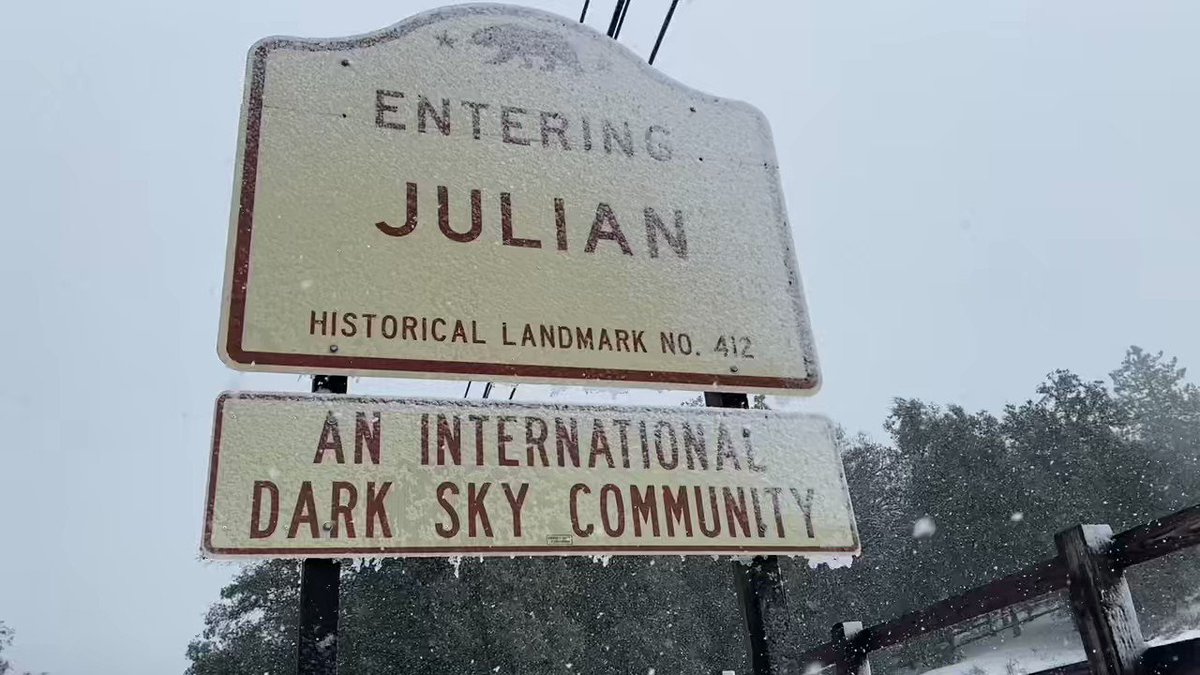 ENTERING
JULIAN
HISTORICAL LANDMARK NO. 412
AN INTERNATIONAL
DARK SKY COMMUNITY